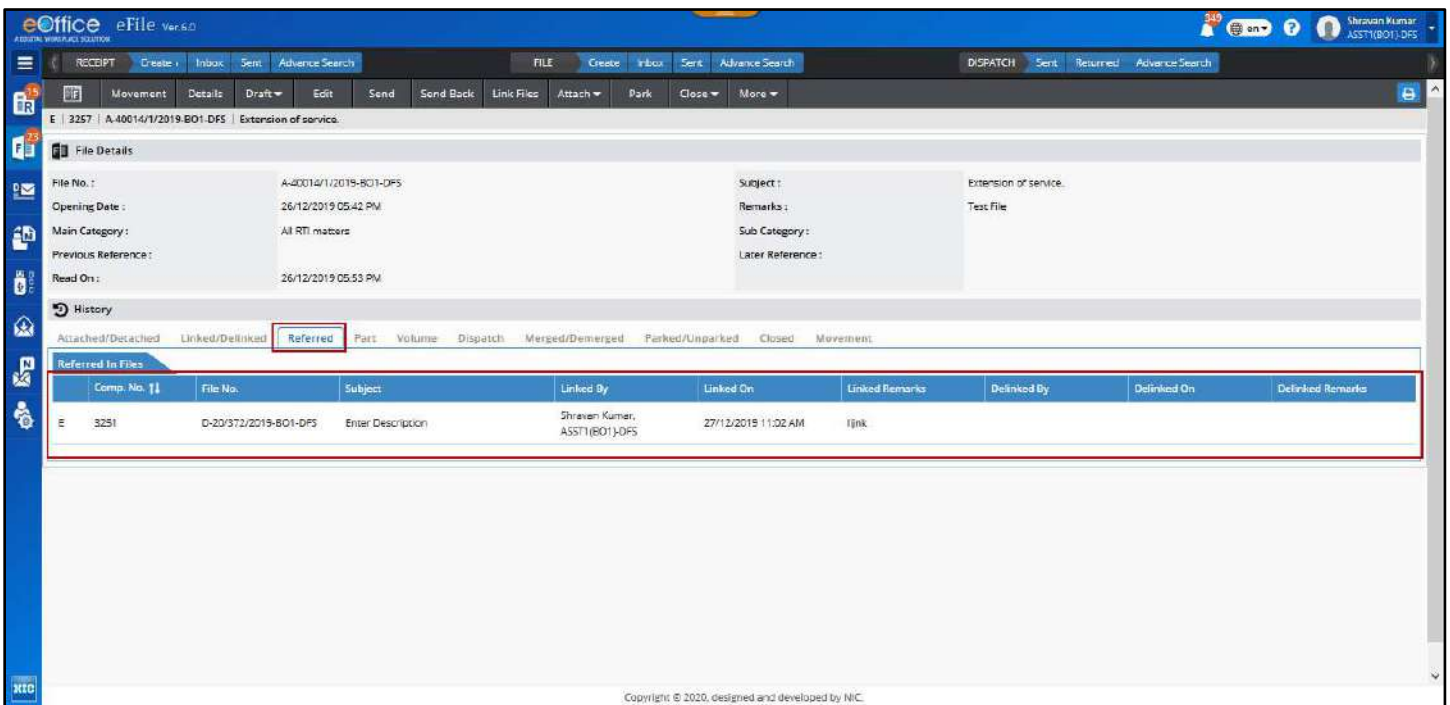 eOffice eFile Ver.6.0
A DIGITAL WORKPLACE SOLUTION
349 en ? Shravan Kumar
ASST1(BO1)-DFS
RECEIPT Create Inbox Sent Advance Search FILE Create Inbox Sent Advance Search DISPATCH Sent Returned Advance Search
Movement Details Draft Edit Send Send Back Link Files Attach Park Close More
E | 3257 | A-40014/1/2019-BO1-DFS | Extension of service.
15
23
File Details
File No. : A-40014/1/2019-BO1-DFS Subject : Extension of service.
Opening Date : 26/12/2019 05:42 PM Remarks : Test File
Main Category : All RTI matters Sub Category :
Previous Reference : Later Reference :
Read On : 26/12/2019 05:53 PM
History
Attached/Detached Linked/Delinked Referred Part Volume Dispatch Merged/Demerged Parked/Unparked Closed Movement
Referred In Files
Comp. No. File No. Subject Linked By Linked On Linked Remarks Delinked By Delinked On Delinked Remarks
E 3251 D-20/372/2019-BO1-DFS Enter Description Shravan Kumar, 27/12/2019 11:02 AM
ASST1(BO1)-DFS
NIC
Copyright © 2020, designed and developed by NIC.